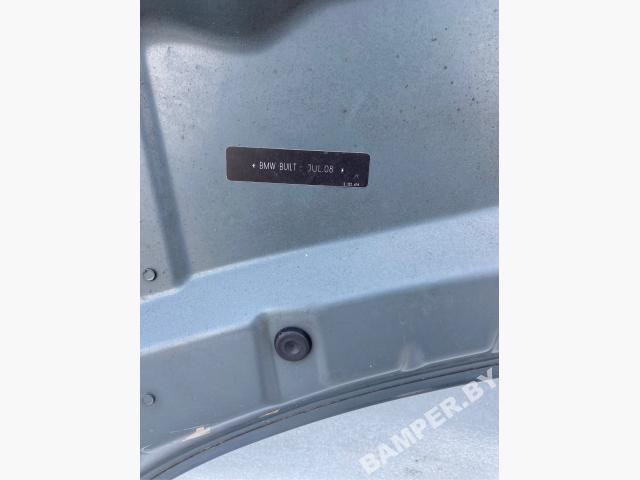 * BMW BUILT - JUL.08 *
BAMPER.BY